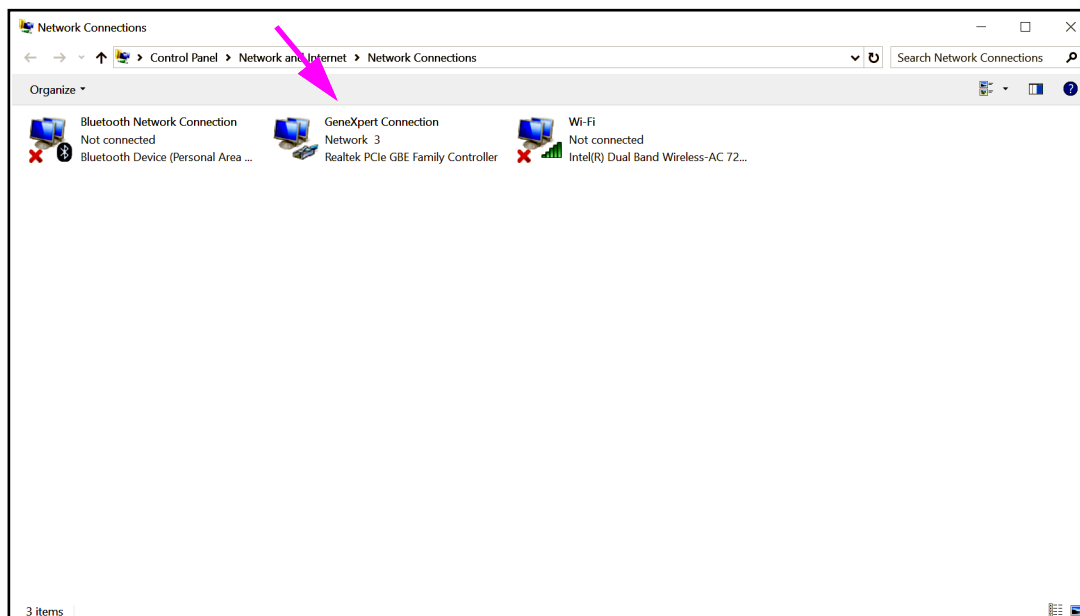 Network Connections
Control Panel > Network and Internet > Network Connections
Search Network Connections
Organize
Bluetooth Network Connection
Not connected
Bluetooth Device (Personal Area ...
GeneXpert Connection
Network 3
Realtek PCIe GBE Family Controller
Wi-Fi
Not connected
Intel(R) Dual Band Wireless-AC 72...
3 items